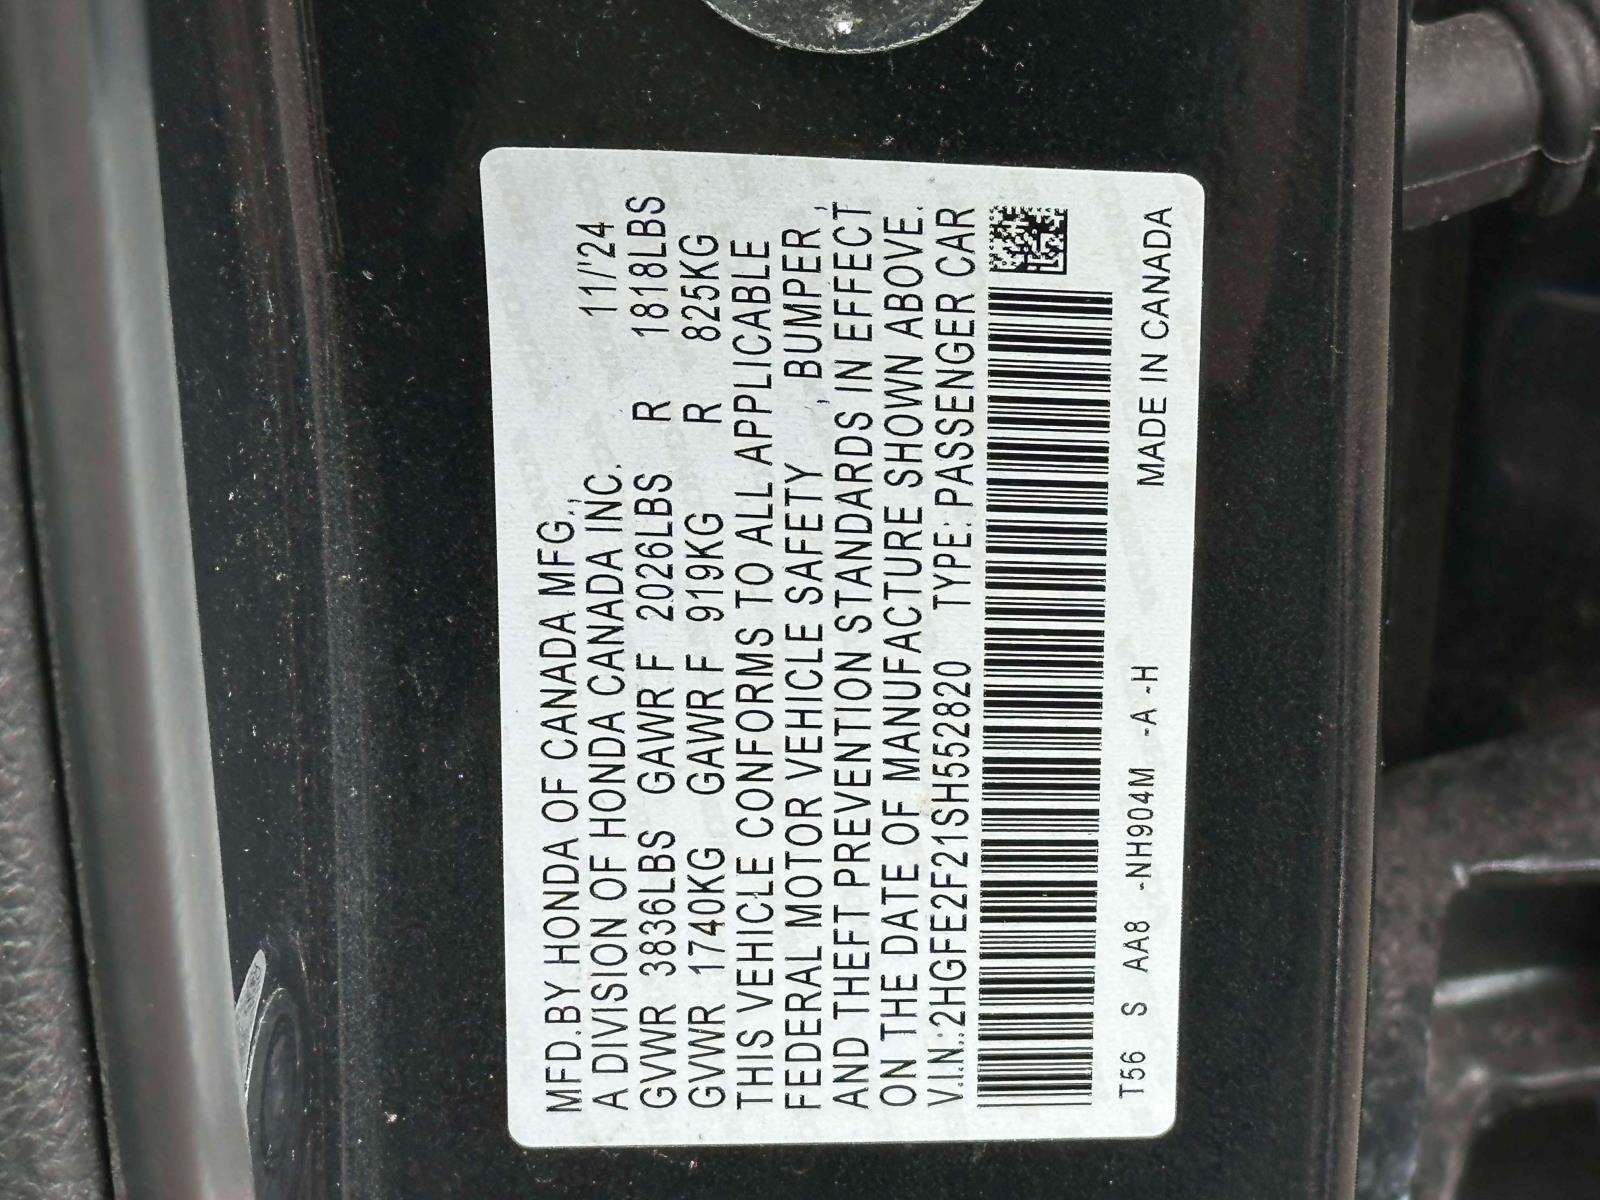 MFD.BY HONDA OF CANADA MFG.,
A DIVISION OF HONDA CANADA INC. 11/'24
GVWR 3836LBS GAWR F 2026LBS R 1818LBS
GVWR 1740KG GAWR F 919KG R 825KG
THIS VEHICLE CONFORMS TO ALL APPLICABLE
FEDERAL MOTOR VEHICLE SAFETY , BUMPER,
AND THEFT PREVENTION STANDARDS IN EFFECT
ON THE DATE OF MANUFACTURE SHOWN ABOVE.
V.I.N.:2HGFE2F21SH552820 TYPE:PASSENGER CAR
T56 S AA8 -NH904M -A -H MADE IN CANADA